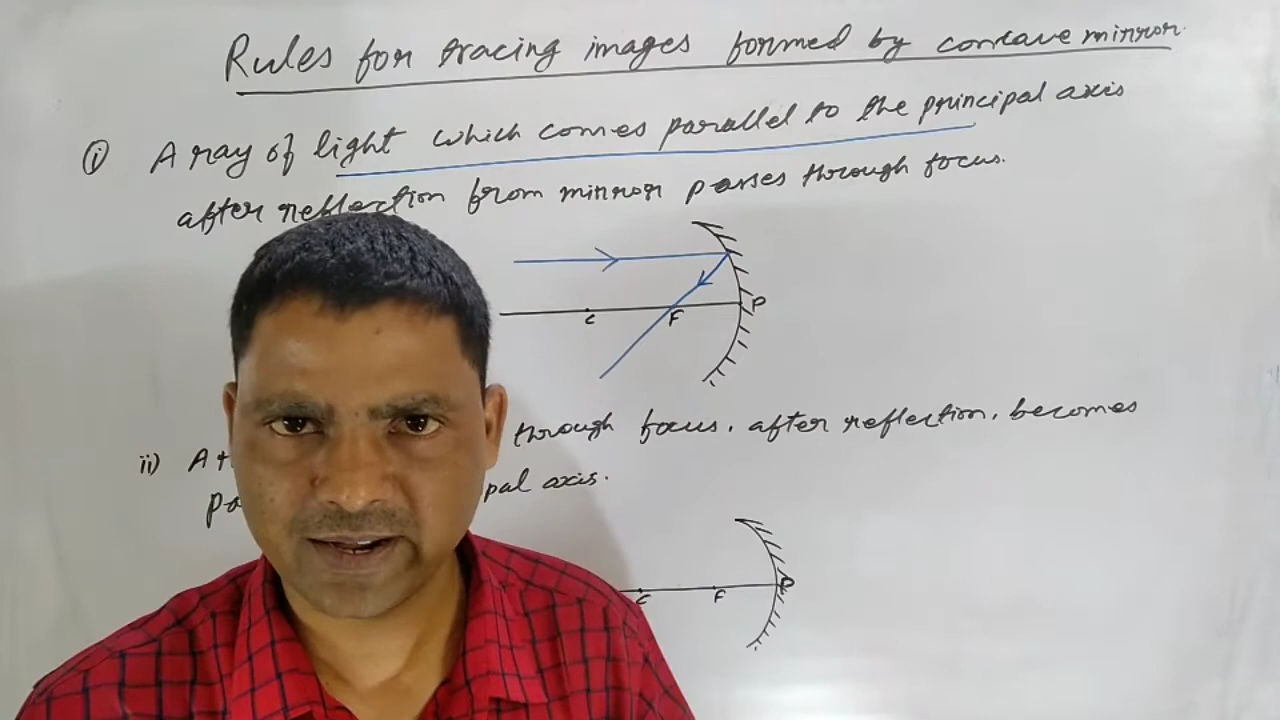 Rules for tracing images formed by concave mirror.
i A ray of light which comes parallel to the principal axis
after reflection from mirror passes through focus.
C F P
ii) A through focus, after reflection, becomes
pal axis.
C F P